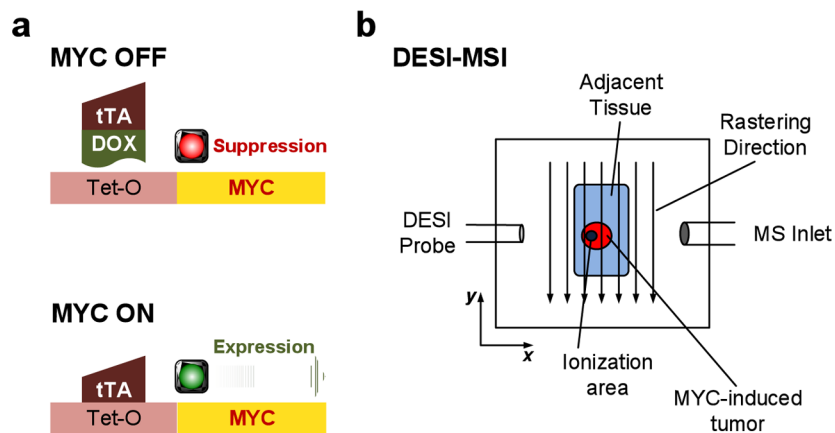 a
MYC OFF
tTA
DOX
Suppression
Tet-O
MYC
MYC ON
Expression
tTA
Tet-O
MYC
b
DESI-MSI
Adjacent
Tissue
Rastering
Direction
DESI
Probe
MS Inlet
y
x
Ionization
area
MYC-induced
tumor